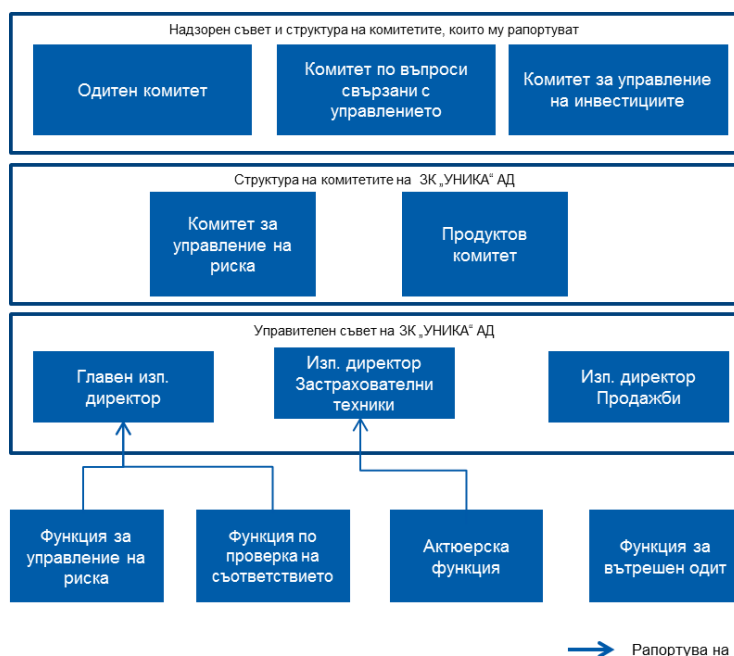 Надзорен съвет и структура на комитетите, които му рапортуват
Одитен комитет
Комитет по въпроси
свързани с
управлението
Комитет за управление
на инвестициите
Структура на комитетите на ЗК „УНИКА“ АД
Комитет за
управление на
риска
Продуктов
комитет
Управителен съвет на ЗК „УНИКА“ АД
Главен изп.
директор
Изп. директор
Застрахователни
техники
Изп. директор
Продажби
Функция за
управление на
риска
Функция по
проверка на
съответствието
Актюерска
функция
Функция за
вътрешен одит
Рапортува на